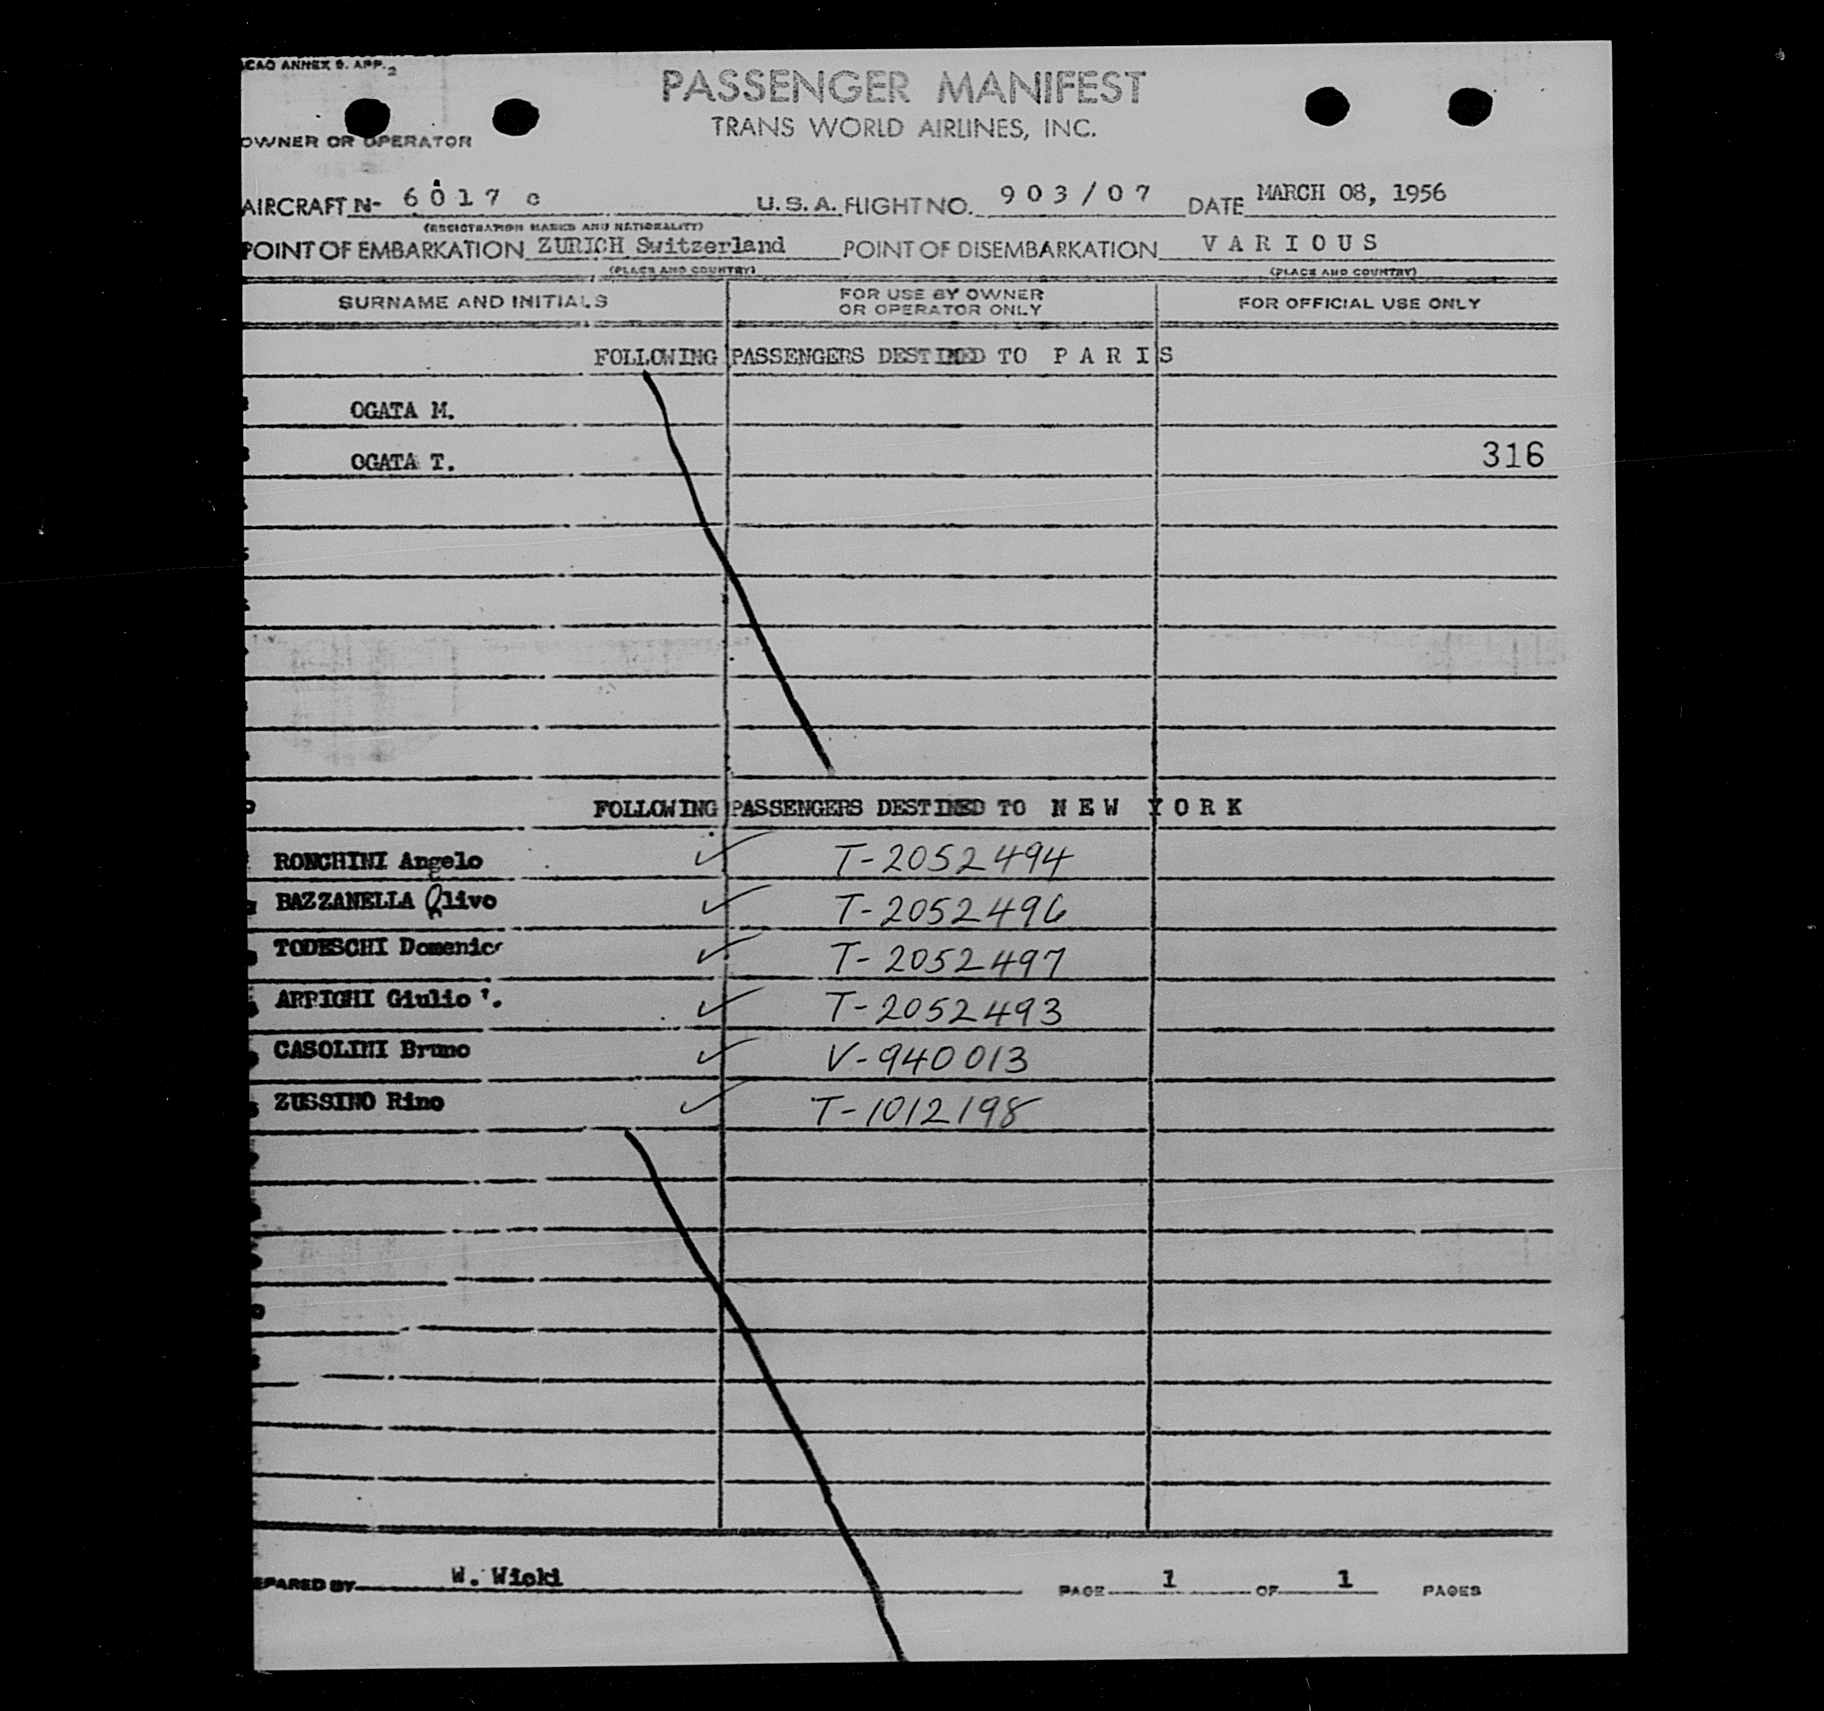 ICAO ANNEX 9. APP. 2
PASSENGER MANIFEST
TRANS WORLD AIRLINES, INC.
OWNER OR OPERATOR
AIRCRAFT N- 6017 c U.S.A. FLIGHT NO. 903/07 DATE MARCH 08, 1956
(REGISTRATION MARKS AND NATIONALITY)
POINT OF EMBARKATION ZURICH Switzerland POINT OF DISEMBARKATION VARIOUS
(PLACE AND COUNTRY) (PLACE AND COUNTRY)
SURNAME AND INITIALS FOR USE BY OWNER OR OPERATOR ONLY FOR OFFICIAL USE ONLY
FOLLOWING PASSENGERS DESTINED TO PARIS
OGATA M.
OGATA T. 316
FOLLOWING PASSENGERS DESTINED TO NEW YORK
RONCHINI Angelo ✓ T-2052494
BAZZANELLA Olivo ✓ T-2052496
TODESCHI Domenico ✓ T-2052497
ARRIGHI Giulio ✓ T-2052493
CASOLINI Bruno ✓ V-940013
ZUSSINO Rino ✓ T-1012198
EPARED BY W. Wicki PAGE 1 OF 1 PAGES